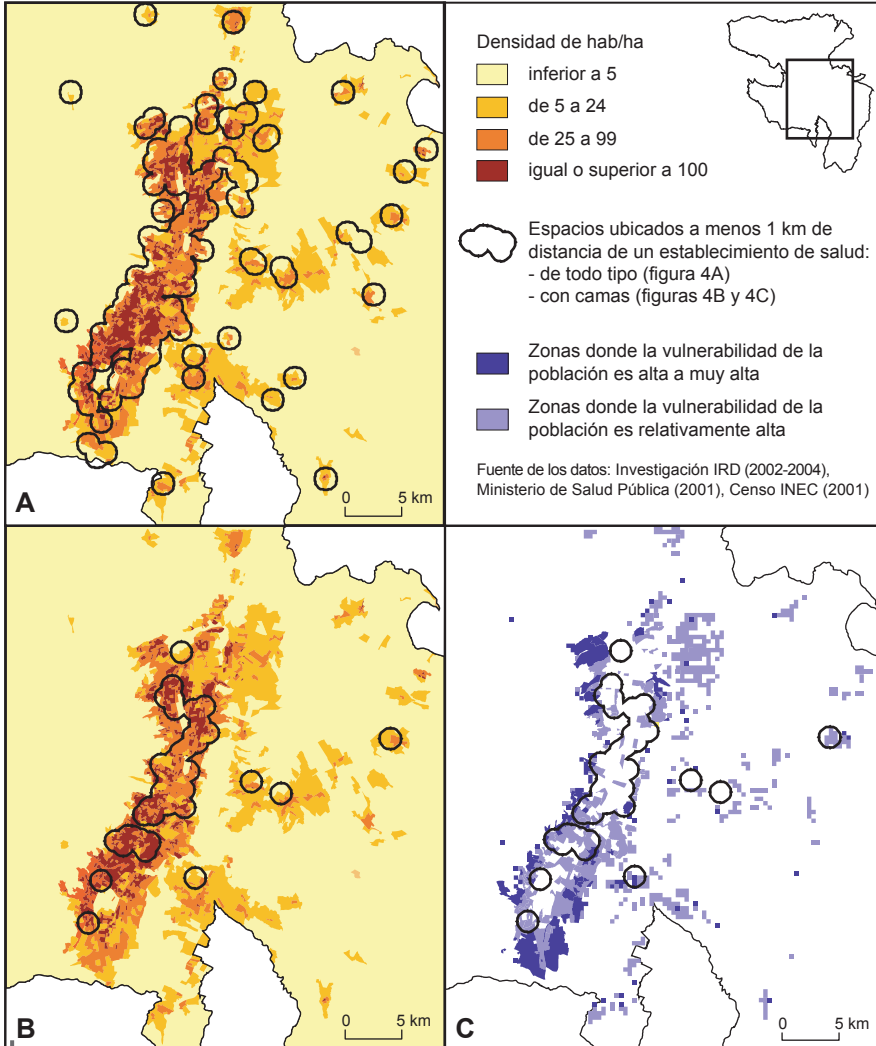 Densidad de hab/ha
inferior a 5
de 5 a 24
de 25 a 99
igual o superior a 100
Espacios ubicados a menos 1 km de
distancia de un establecimiento de salud:
- de todo tipo (figura 4A)
- con camas (figuras 4B y 4C)
Zonas donde la vulnerabilidad de la
población es alta a muy alta
Zonas donde la vulnerabilidad de la
población es relativamente alta
Fuente de los datos: Investigación IRD (2002-2004),
Ministerio de Salud Pública (2001), Censo INEC (2001)
A
0 5 km
B
0 5 km
C
0 5 km